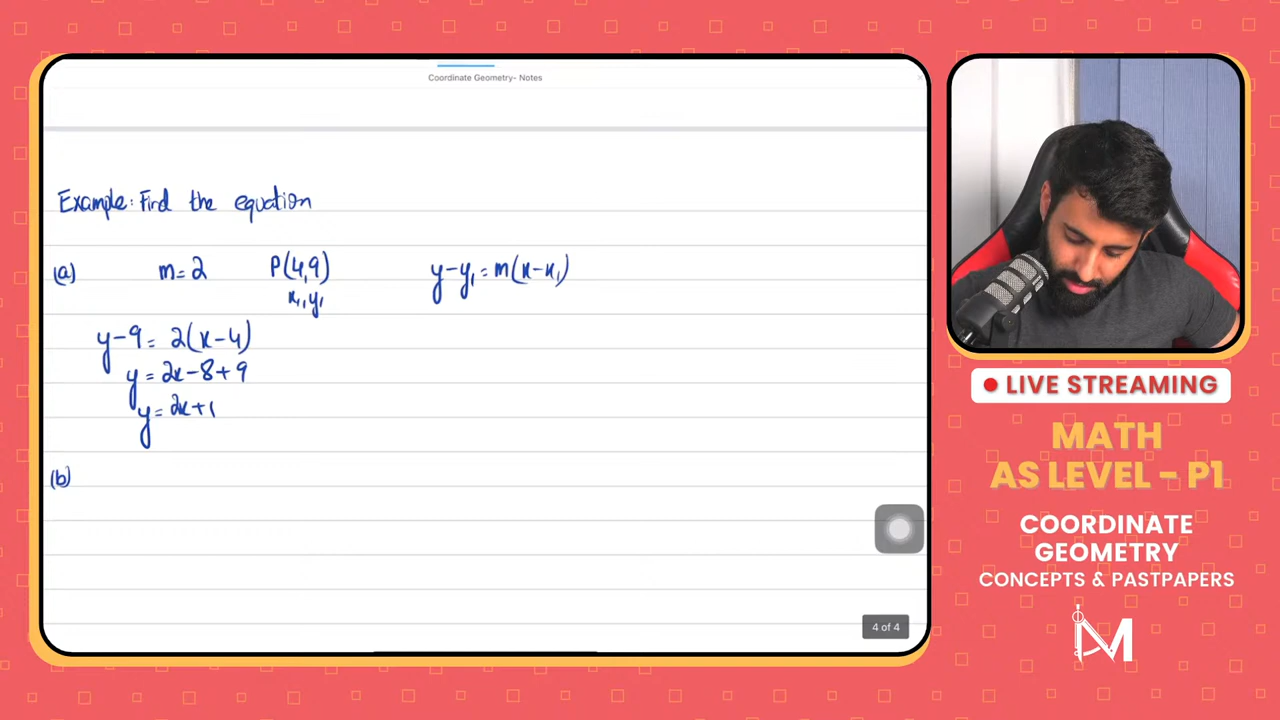 Coordinate Geometry- Notes
Example: Find the equation
(a) m=2 P(4,9) y-y₁=m(x-x₁)
x₁,y₁
y-9= 2(x-4)
y=2x-8+9
y=2x+1
(b)
4 of 4
LIVE STREAMING
MATH
AS LEVEL - P1
COORDINATE
GEOMETRY
CONCEPTS & PASTPAPERS
M